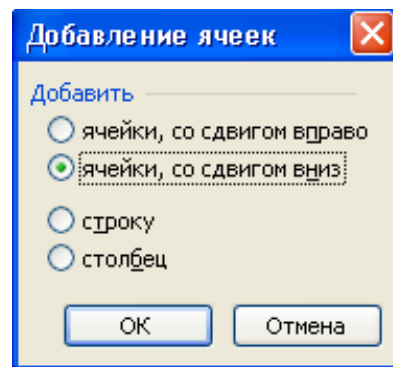 Добавление ячеек
Добавить
ячейки, со сдвигом вправо
ячейки, со сдвигом вниз
строку
столбец
ОК
Отмена